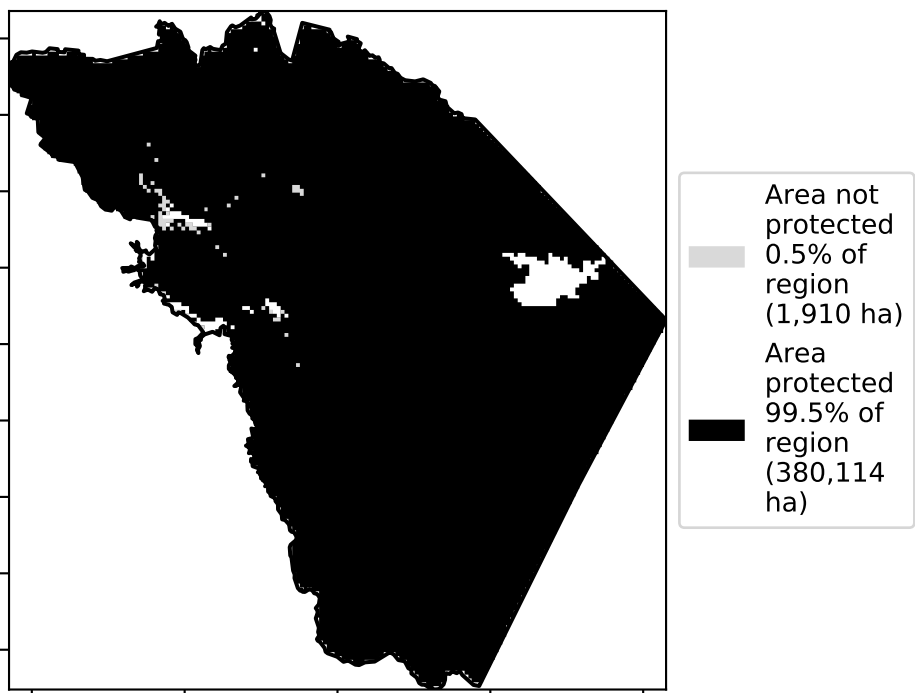 Area not
protected
0.5% of
region
(1,910 ha)
Area
protected
99.5% of
region
(380,114
ha)